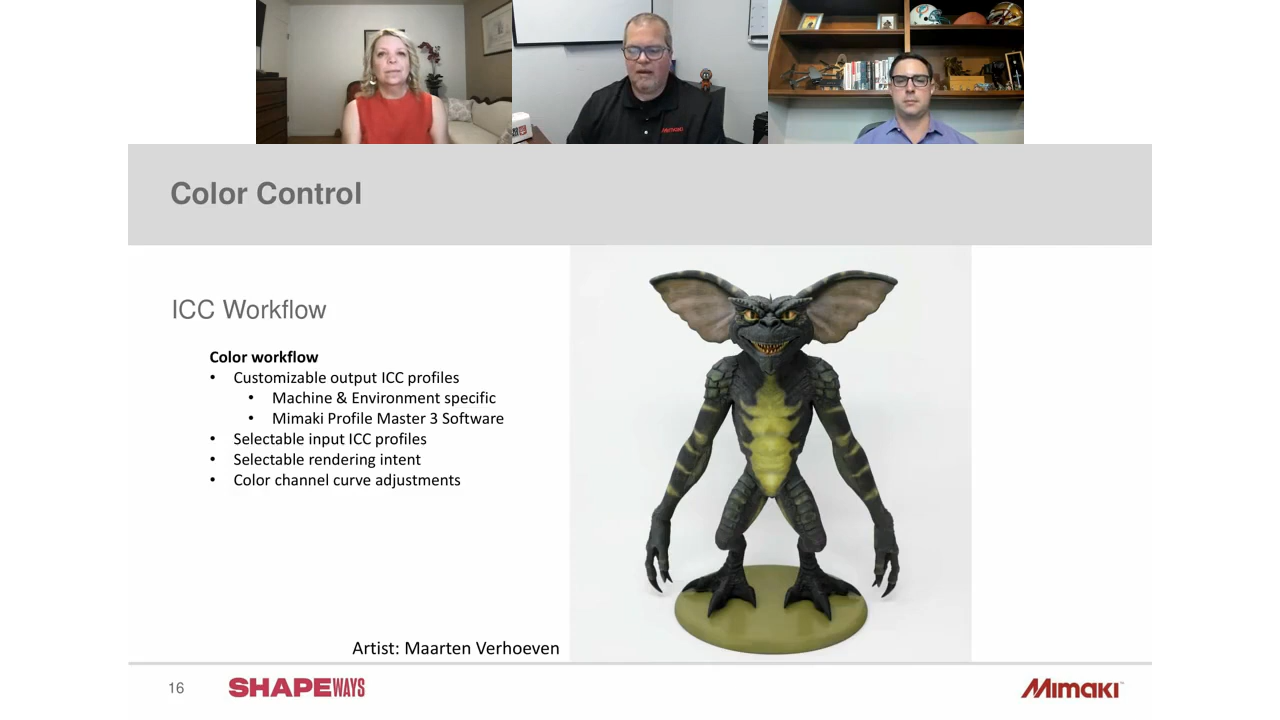 Mimaki
Color Control
ICC Workflow
Color workflow
• Customizable output ICC profiles
• Machine & Environment specific
• Mimaki Profile Master 3 Software
• Selectable input ICC profiles
• Selectable rendering intent
• Color channel curve adjustments
Artist: Maarten Verhoeven
16
SHAPEWAYS
Mimaki